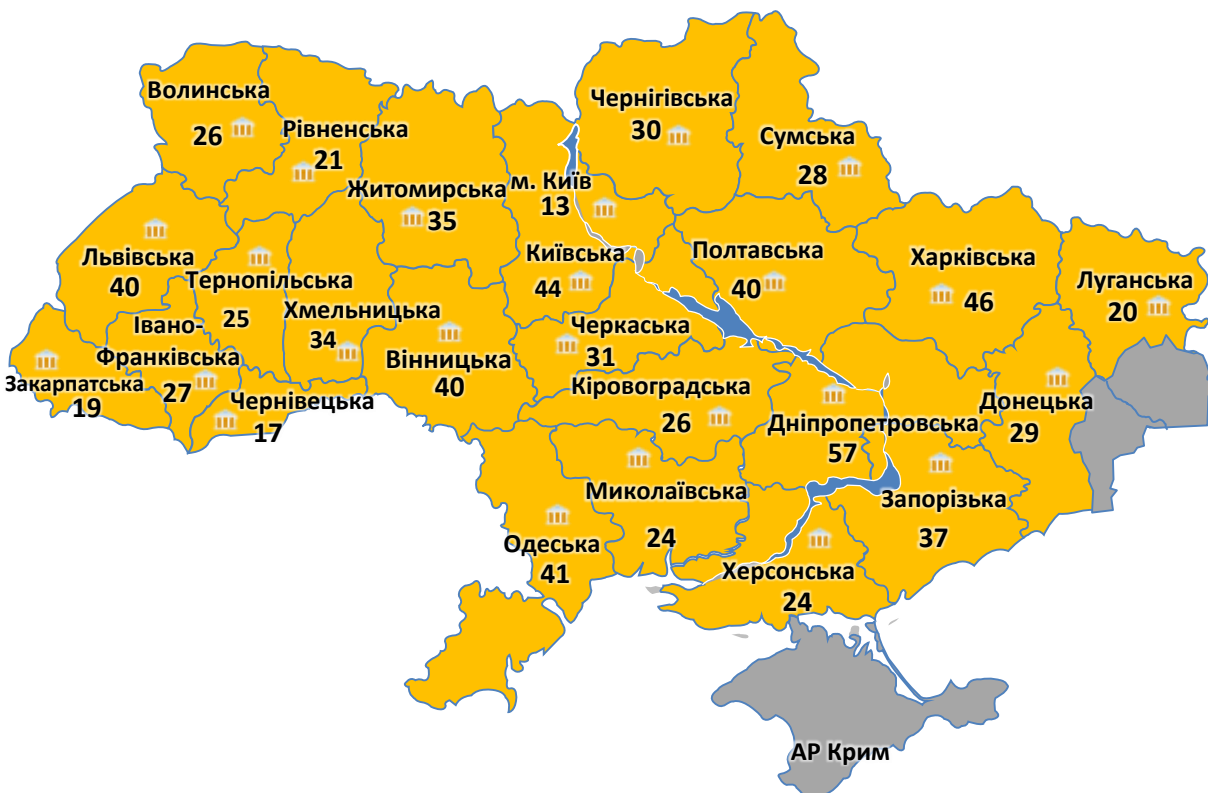 Волинська
26
Рівненська
21
Житомирська
35
м. Київ
13
Чернігівська
30
Сумська
28
Львівська
40
Тернопільська
25
Хмельницька
34
Київська
44
Полтавська
40
Харківська
46
Луганська
20
Івано-
Франківська
27
Закарпатська
19
Чернівецька
17
Вінницька
40
Черкаська
31
Кіровоградська
26
Дніпропетровська
57
Донецька
29
Миколаївська
24
Запорізька
37
Одеська
41
Херсонська
24
АР Крим